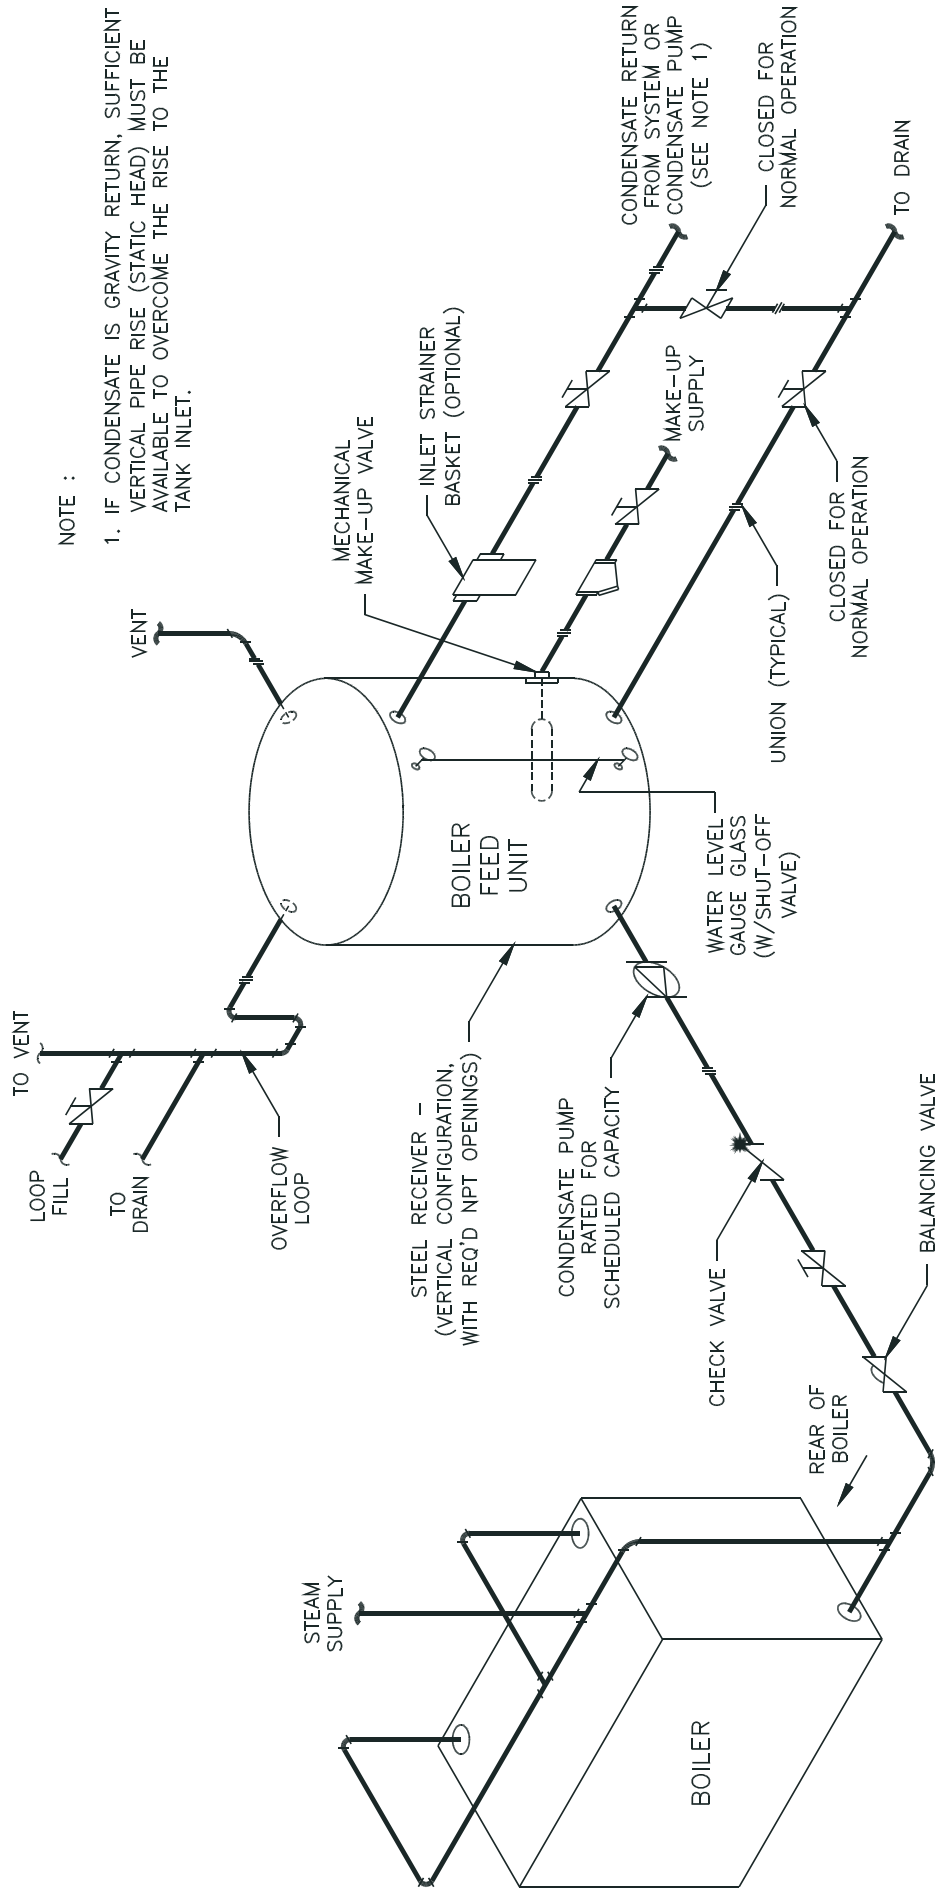 NOTE :
1. IF CONDENSATE IS GRAVITY RETURN, SUFFICIENT
VERTICAL PIPE RISE (STATIC HEAD) MUST BE
AVAILABLE TO OVERCOME THE RISE TO THE
TANK INLET.
LOOP
FILL
TO VENT
TO
DRAIN
OVERFLOW
LOOP
VENT
MECHANICAL
MAKE-UP VALVE
INLET STRAINER
BASKET (OPTIONAL)
CONDENSATE RETURN
FROM SYSTEM OR
CONDENSATE PUMP
(SEE NOTE 1)
CLOSED FOR
NORMAL OPERATION
TO DRAIN
MAKE-UP
SUPPLY
BOILER
FEED
UNIT
STEEL RECEIVER -
(VERTICAL CONFIGURATION,
WITH REQ'D NPT OPENINGS)
CONDENSATE PUMP
RATED FOR
SCHEDULED CAPACITY
WATER LEVEL
GAUGE GLASS
(W/SHUT-OFF
VALVE)
UNION (TYPICAL)
CLOSED FOR
NORMAL OPERATION
STEAM
SUPPLY
CHECK VALVE
REAR OF
BOILER
BALANCING VALVE
BOILER